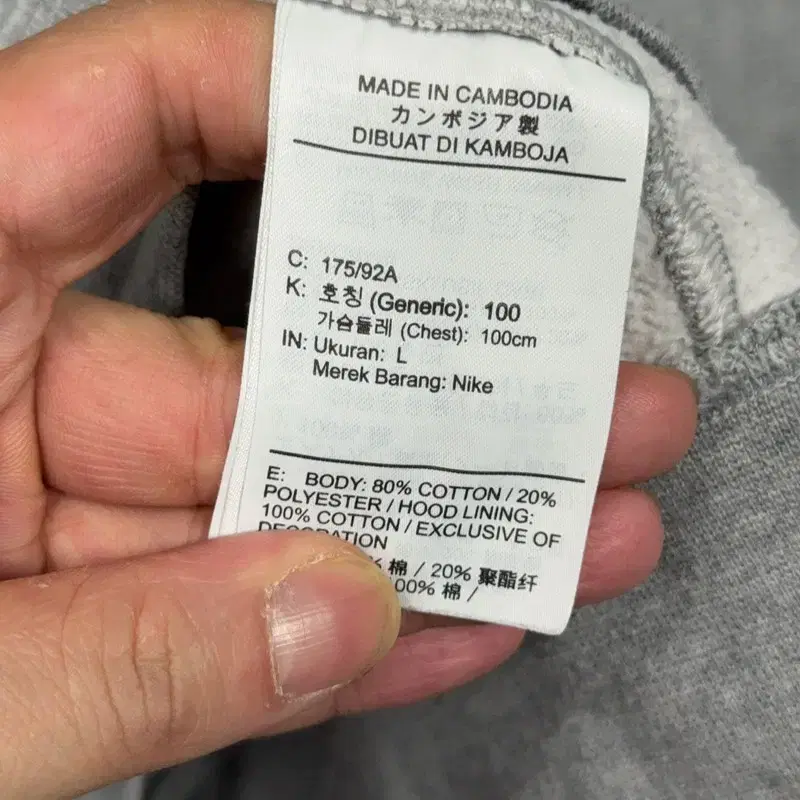 MADE IN CAMBODIA
カンボジア製
DIBUAT DI KAMBOJA
C: 175/92A
K: 호칭 (Generic): 100
가슴둘레 (Chest): 100cm
IN: Ukuran: L
Merek Barang: Nike
E: BODY: 80% COTTON / 20%
POLYESTER / HOOD LINING:
100% COTTON / EXCLUSIVE OF
DECORATION
% 棉 / 20% 聚酯纤
00% 棉 /